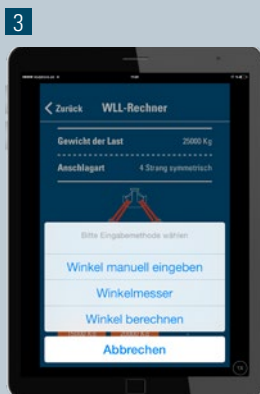 3
Zurück WLL-Rechner
Gewicht der Last 25000 Kg
Anschlagart 4 Strang symmetrisch
Bitte Eingabemethode wählen
Winkel manuell eingeben
Winkelmesser
Winkel berechnen
Abbrechen